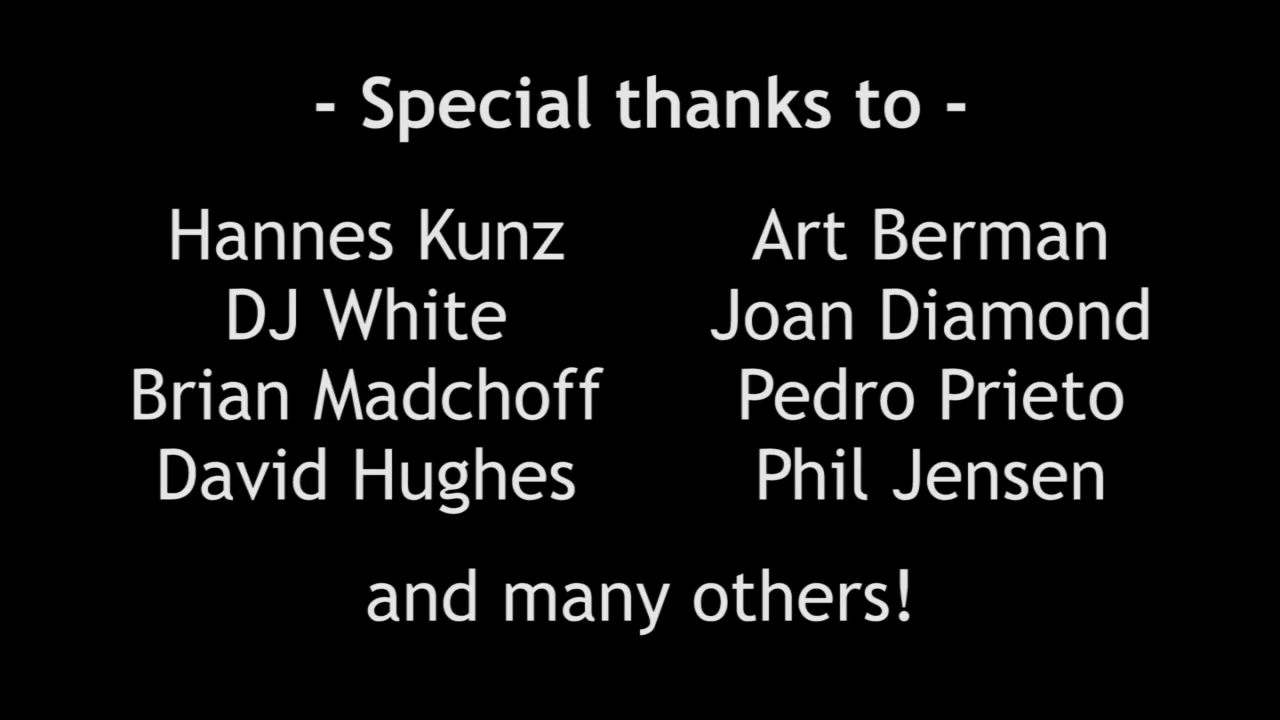 - Special thanks to -
Hannes Kunz
DJ White
Brian Madchoff
David Hughes
Art Berman
Joan Diamond
Pedro Prieto
Phil Jensen
and many others!